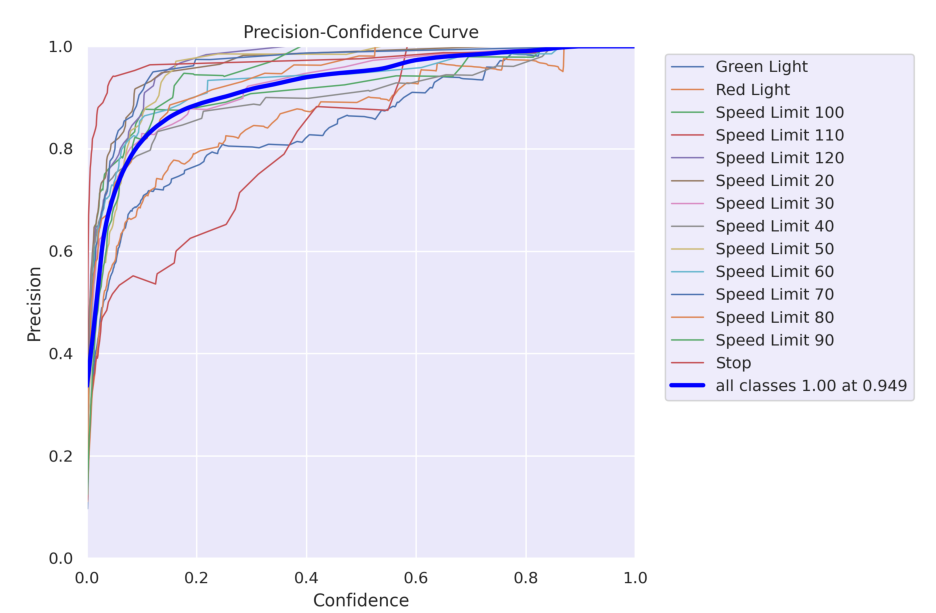 Precision-Confidence Curve
1.0
0.8
0.6
0.4
0.2
0.0
Precision
0.0 0.2 0.4 0.6 0.8 1.0
Confidence
Green Light
Red Light
Speed Limit 100
Speed Limit 110
Speed Limit 120
Speed Limit 20
Speed Limit 30
Speed Limit 40
Speed Limit 50
Speed Limit 60
Speed Limit 70
Speed Limit 80
Speed Limit 90
Stop
all classes 1.00 at 0.949